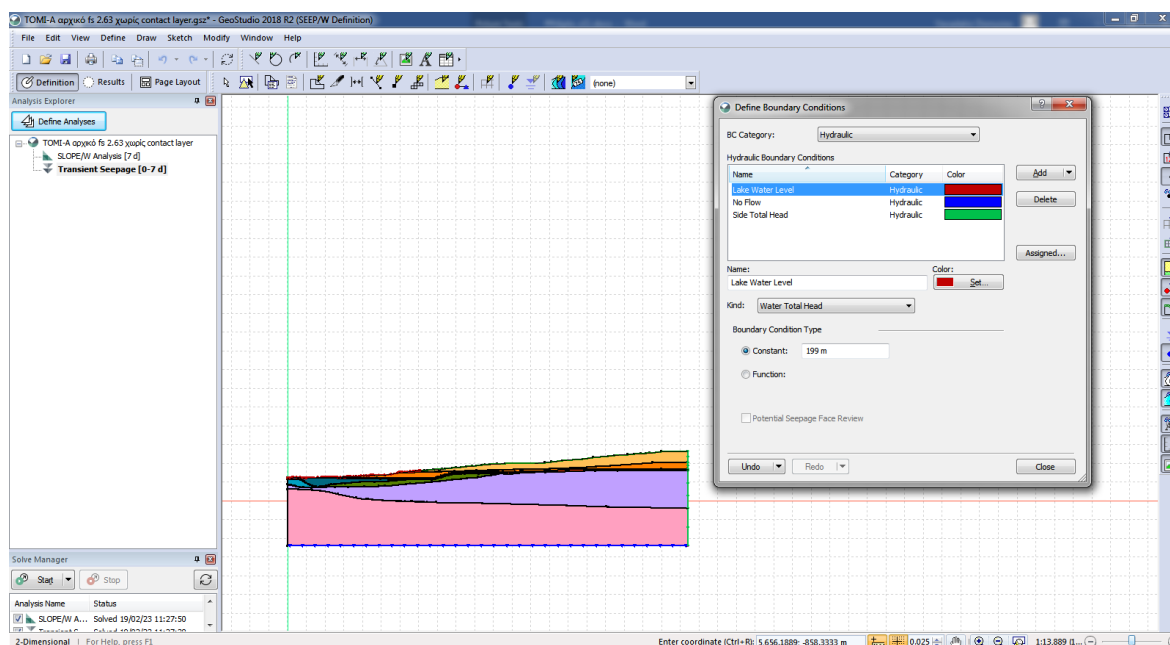 TOMI-A αρχικό fs 2.63 χωρίς contact layer.gsz* - GeoStudio 2018 R2 (SEEP/W Definition)
File Edit View Define Draw Sketch Modify Window Help
Definition Results Page Layout (none)
Analysis Explorer
Define Analyses
TOMI-A αρχικό fs 2.63 χωρίς contact layer
SLOPE/W Analysis [7 d]
Transient Seepage [0-7 d]
Define Boundary Conditions
BC Category: Hydraulic
Hydraulic Boundary Conditions
Name Category Color
Lake Water Level Hydraulic
No Flow Hydraulic
Side Total Head Hydraulic
Add
Delete
Assigned...
Name: Color:
Lake Water Level Set...
Kind: Water Total Head
Boundary Condition Type
Constant: 199 m
Function:
Potential Seepage Face Review
Undo Redo Close
Solve Manager
Start Stop
Analysis Name Status
SLOPE/W A... Solved 19/02/23 11:27:50
2-Dimensional For Help, press F1 Enter coordinate (Ctrl+R): 5.656,1889; -858,3333 m 0.025 1:13.889 (1...